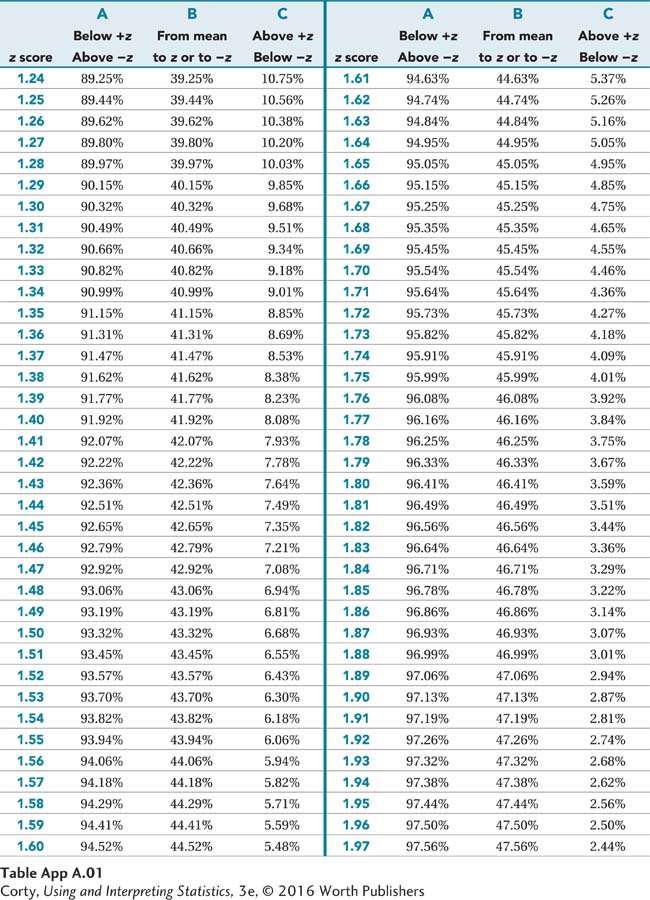 A B C A B C
Below +z From mean Above +z Below +z From mean Above +z
z score Above −z to z or to −z Below −z z score Above −z to z or to −z Below −z
1.24 89.25% 39.25% 10.75% 1.61 94.63% 44.63% 5.37%
1.25 89.44% 39.44% 10.56% 1.62 94.74% 44.74% 5.26%
1.26 89.62% 39.62% 10.38% 1.63 94.84% 44.84% 5.16%
1.27 89.80% 39.80% 10.20% 1.64 94.95% 44.95% 5.05%
1.28 89.97% 39.97% 10.03% 1.65 95.05% 45.05% 4.95%
1.29 90.15% 40.15% 9.85% 1.66 95.15% 45.15% 4.85%
1.30 90.32% 40.32% 9.68% 1.67 95.25% 45.25% 4.75%
1.31 90.49% 40.49% 9.51% 1.68 95.35% 45.35% 4.65%
1.32 90.66% 40.66% 9.34% 1.69 95.45% 45.45% 4.55%
1.33 90.82% 40.82% 9.18% 1.70 95.54% 45.54% 4.46%
1.34 90.99% 40.99% 9.01% 1.71 95.64% 45.64% 4.36%
1.35 91.15% 41.15% 8.85% 1.72 95.73% 45.73% 4.27%
1.36 91.31% 41.31% 8.69% 1.73 95.82% 45.82% 4.18%
1.37 91.47% 41.47% 8.53% 1.74 95.91% 45.91% 4.09%
1.38 91.62% 41.62% 8.38% 1.75 95.99% 45.99% 4.01%
1.39 91.77% 41.77% 8.23% 1.76 96.08% 46.08% 3.92%
1.40 91.92% 41.92% 8.08% 1.77 96.16% 46.16% 3.84%
1.41 92.07% 42.07% 7.93% 1.78 96.25% 46.25% 3.75%
1.42 92.22% 42.22% 7.78% 1.79 96.33% 46.33% 3.67%
1.43 92.36% 42.36% 7.64% 1.80 96.41% 46.41% 3.59%
1.44 92.51% 42.51% 7.49% 1.81 96.49% 46.49% 3.51%
1.45 92.65% 42.65% 7.35% 1.82 96.56% 46.56% 3.44%
1.46 92.79% 42.79% 7.21% 1.83 96.64% 46.64% 3.36%
1.47 92.92% 42.92% 7.08% 1.84 96.71% 46.71% 3.29%
1.48 93.06% 43.06% 6.94% 1.85 96.78% 46.78% 3.22%
1.49 93.19% 43.19% 6.81% 1.86 96.86% 46.86% 3.14%
1.50 93.32% 43.32% 6.68% 1.87 96.93% 46.93% 3.07%
1.51 93.45% 43.45% 6.55% 1.88 96.99% 46.99% 3.01%
1.52 93.57% 43.57% 6.43% 1.89 97.06% 47.06% 2.94%
1.53 93.70% 43.70% 6.30% 1.90 97.13% 47.13% 2.87%
1.54 93.82% 43.82% 6.18% 1.91 97.19% 47.19% 2.81%
1.55 93.94% 43.94% 6.06% 1.92 97.26% 47.26% 2.74%
1.56 94.06% 44.06% 5.94% 1.93 97.32% 47.32% 2.68%
1.57 94.18% 44.18% 5.82% 1.94 97.38% 47.38% 2.62%
1.58 94.29% 44.29% 5.71% 1.95 97.44% 47.44% 2.56%
1.59 94.41% 44.41% 5.59% 1.96 97.50% 47.50% 2.50%
1.60 94.52% 44.52% 5.48% 1.97 97.56% 47.56% 2.44%
Table App A.01
Corty, Using and Interpreting Statistics, 3e, © 2016 Worth Publishers